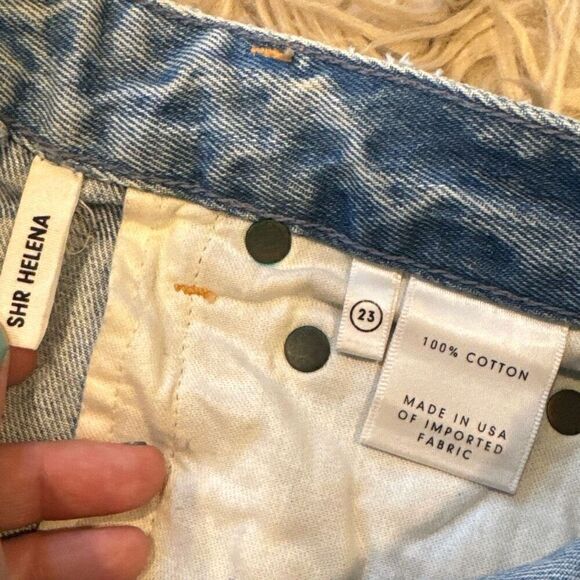 SHR HELENA
23
100% COTTON
MADE IN USA
OF IMPORTED
FABRIC